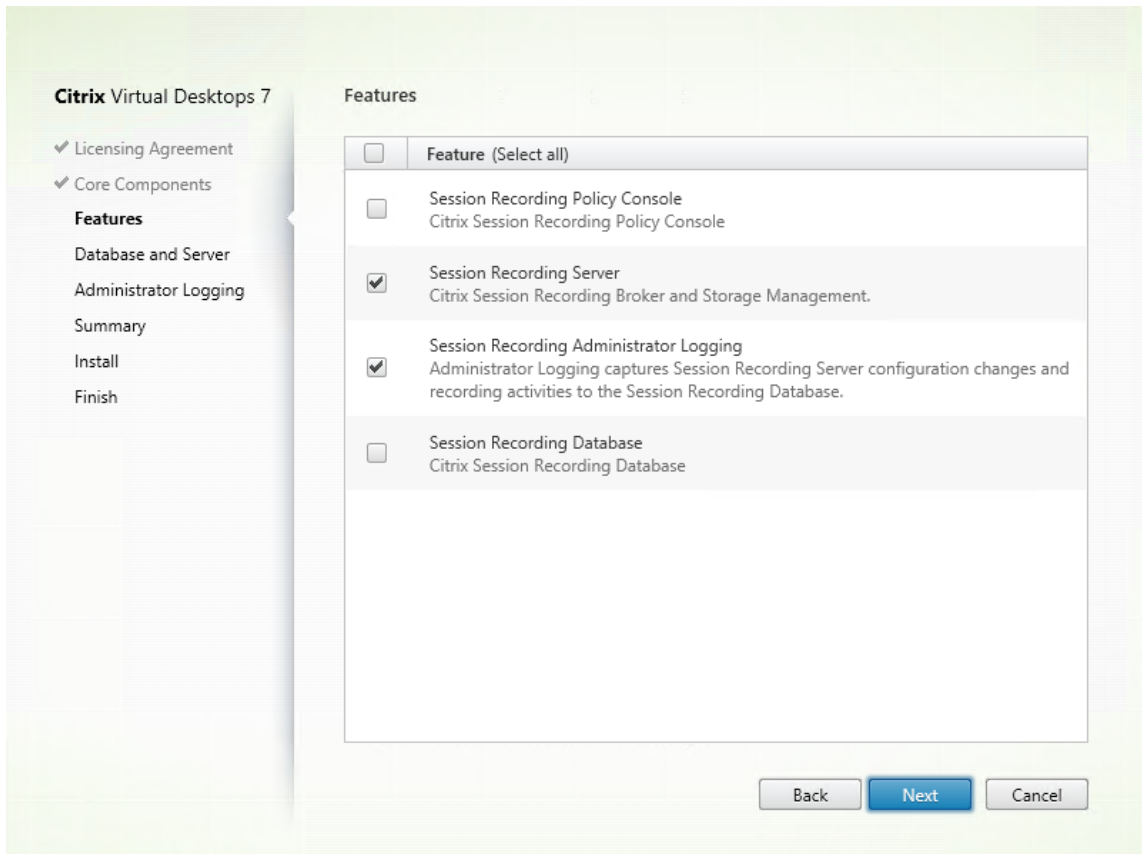 Citrix Virtual Desktops 7
Licensing Agreement
Core Components
Features
Database and Server
Administrator Logging
Summary
Install
Finish
Features
Feature (Select all)
Session Recording Policy Console
Citrix Session Recording Policy Console
Session Recording Server
Citrix Session Recording Broker and Storage Management.
Session Recording Administrator Logging
Administrator Logging captures Session Recording Server configuration changes and
recording activities to the Session Recording Database.
Session Recording Database
Citrix Session Recording Database
Back
Next
Cancel